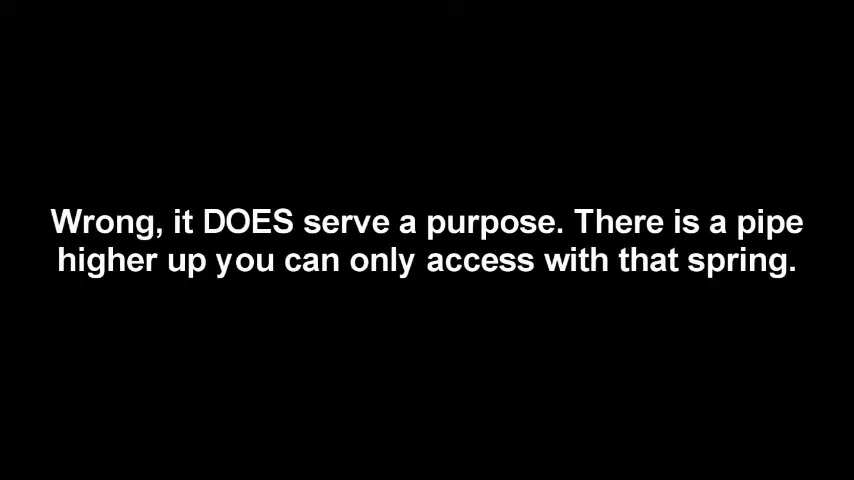 Wrong, it DOES serve a purpose. There is a pipe
higher up you can only access with that spring.